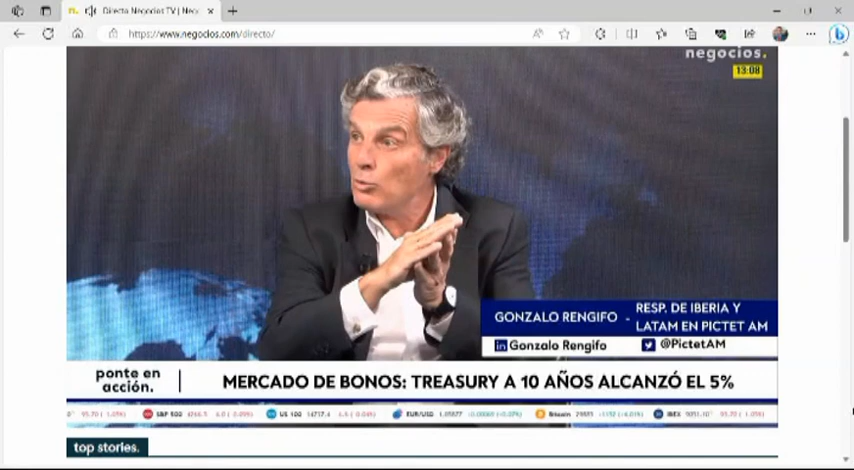 Directo Negocios TV | Neg
https://www.negocios.com/directo/
negocios.
13:08
GONZALO RENGIFO - RESP. DE IBERIA Y
LATAM EN PICTET AM
Gonzalo Rengifo @PictetAM
ponte en
acción.
MERCADO DE BONOS: TREASURY A 10 AÑOS ALCANZÓ EL 5%
S&P 500 US 100 EUR/USD Bitcoin IBEX
top stories.